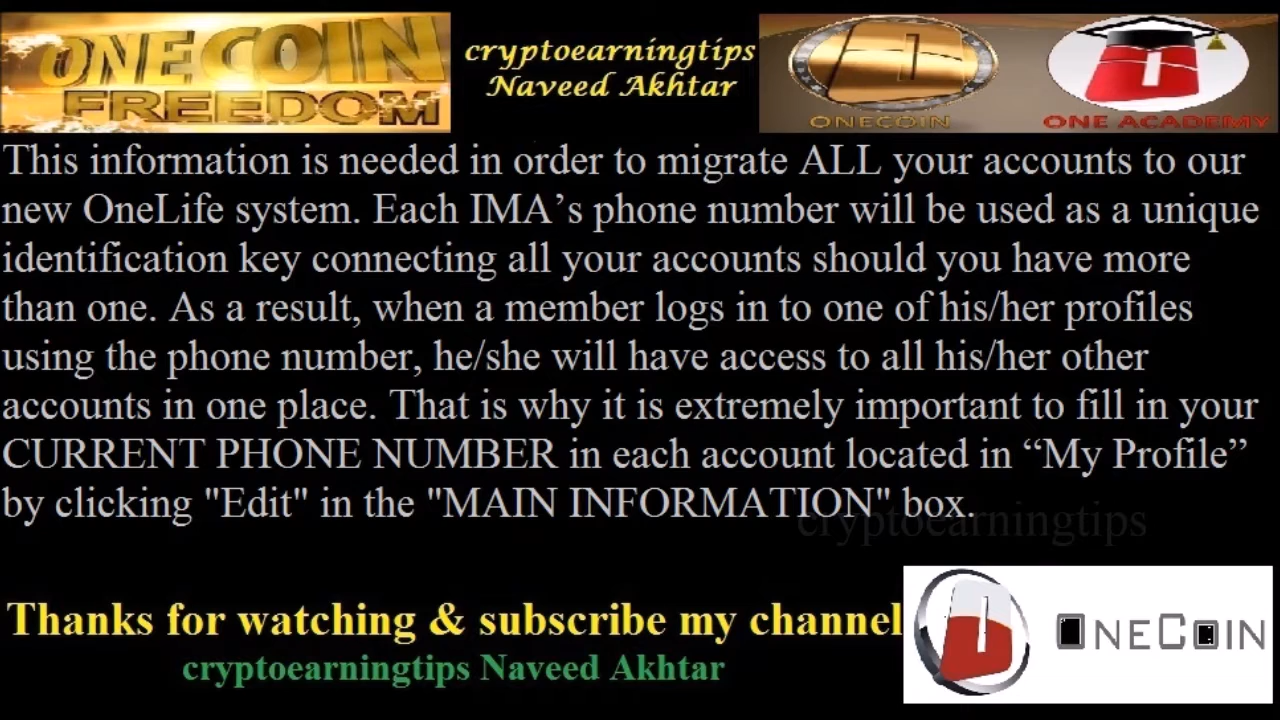 ONECOIN
FREEDOM
cryptoearningtips
Naveed Akhtar
ONECOIN
ONE ACADEMY
This information is needed in order to migrate ALL your accounts to our
new OneLife system. Each IMA’s phone number will be used as a unique
identification key connecting all your accounts should you have more
than one. As a result, when a member logs in to one of his/her profiles
using the phone number, he/she will have access to all his/her other
accounts in one place. That is why it is extremely important to fill in your
CURRENT PHONE NUMBER in each account located in “My Profile”
by clicking "Edit" in the "MAIN INFORMATION" box.
cryptoearningtips
Thanks for watching & subscribe my channel
cryptoearningtips Naveed Akhtar
ONECOIN